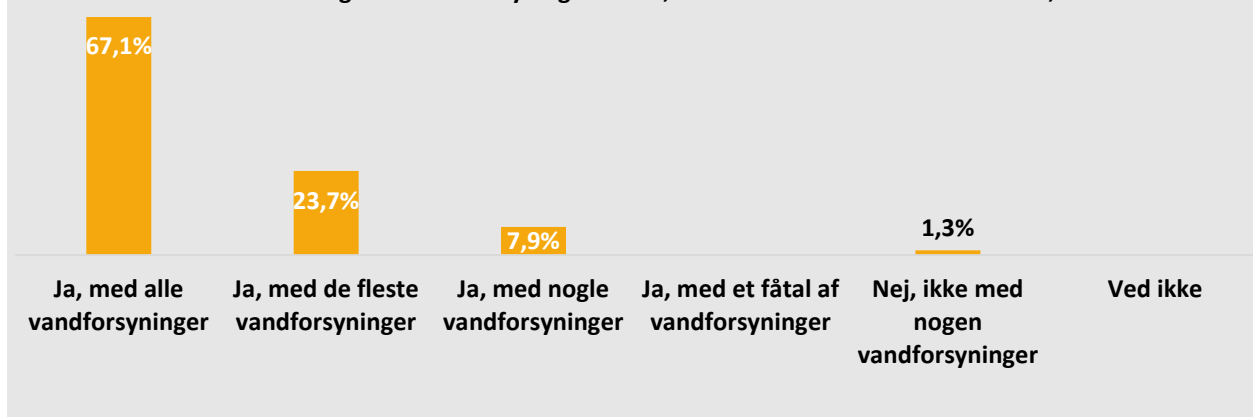 67,1%
23,7%
7,9%
1,3%
Ja, med alle vandforsyninger
Ja, med de fleste vandforsyninger
Ja, med nogle vandforsyninger
Ja, med et fåtal af vandforsyninger
Nej, ikke med nogen vandforsyninger
Ved ikke